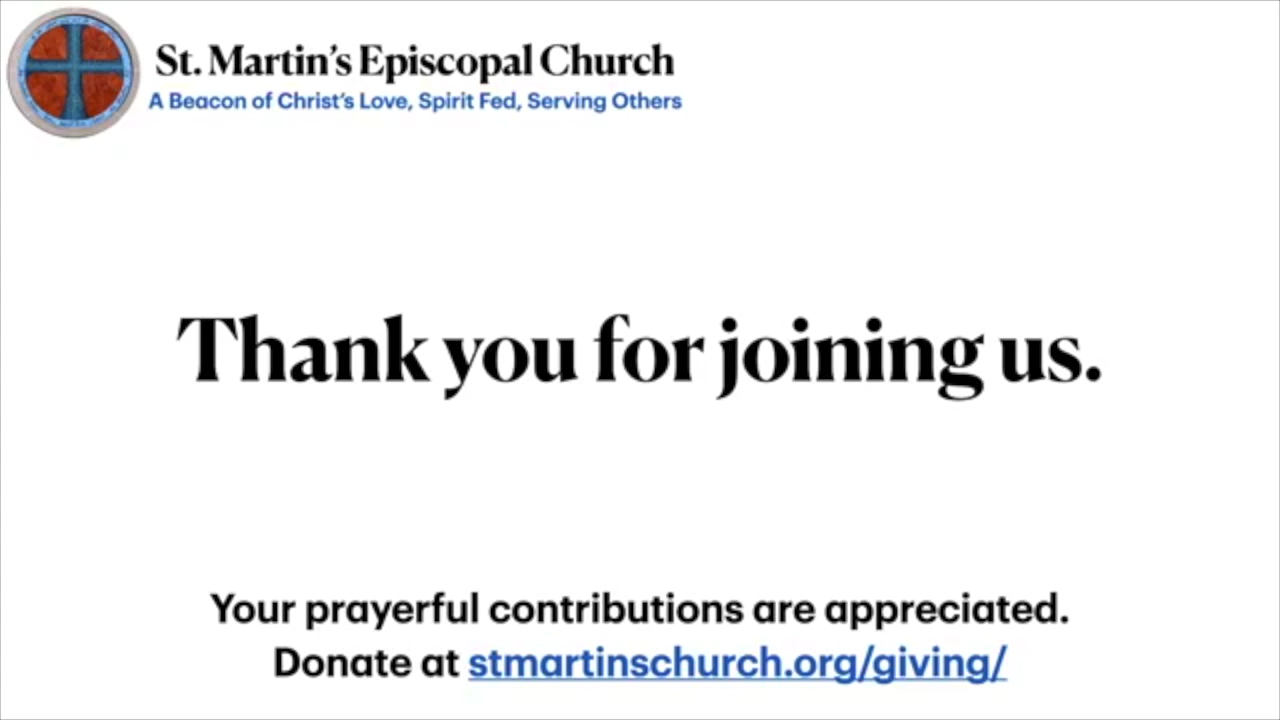 St. Martin's Episcopal Church
A Beacon of Christ's Love, Spirit Fed, Serving Others
Thank you for joining us.
Your prayerful contributions are appreciated.
Donate at stmartinschurch.org/giving/